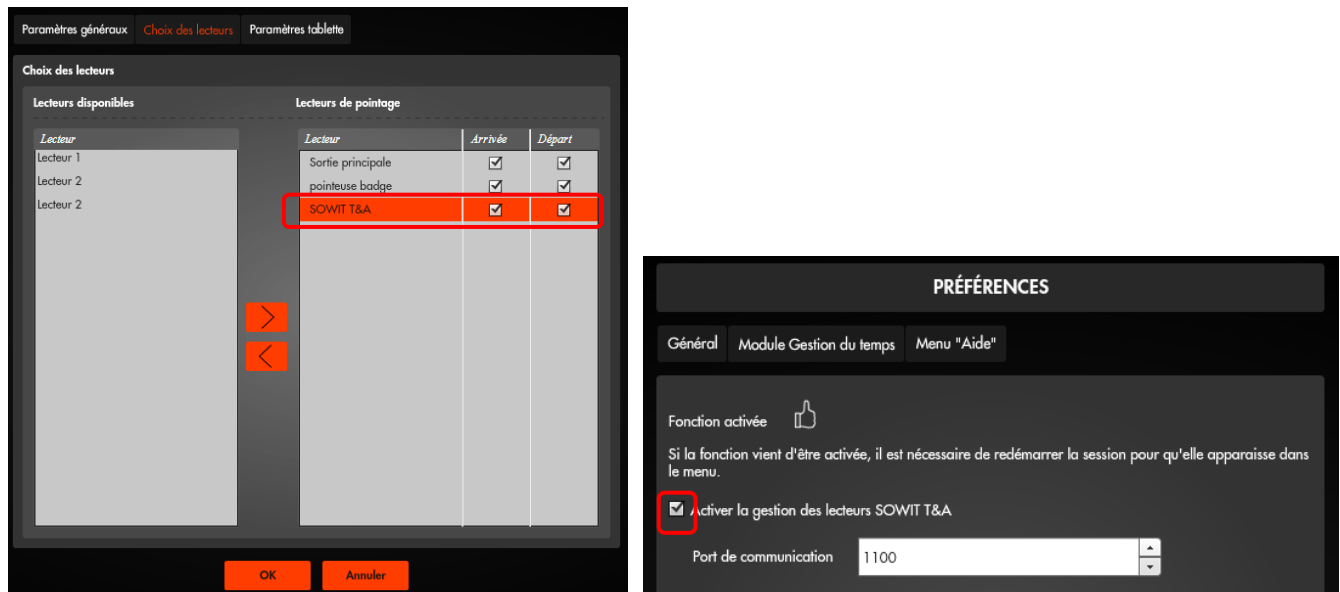 Paramètres généraux Choix des lecteurs Paramètres tablette
Choix des lecteurs
Lecteurs disponibles Lecteurs de pointage
Lecteur Lecteur Arrivée Départ
Lecteur 1 Sortie principale
Lecteur 2 pointeuse badge
Lecteur 2 SOWIT T&A
OK Annuler
PRÉFÉRENCES
Général Module Gestion du temps Menu "Aide"
Fonction activée
Si la fonction vient d'être activée, il est nécessaire de redémarrer la session pour qu'elle apparaisse dans
le menu.
Activer la gestion des lecteurs SOWIT T&A
Port de communication 1100